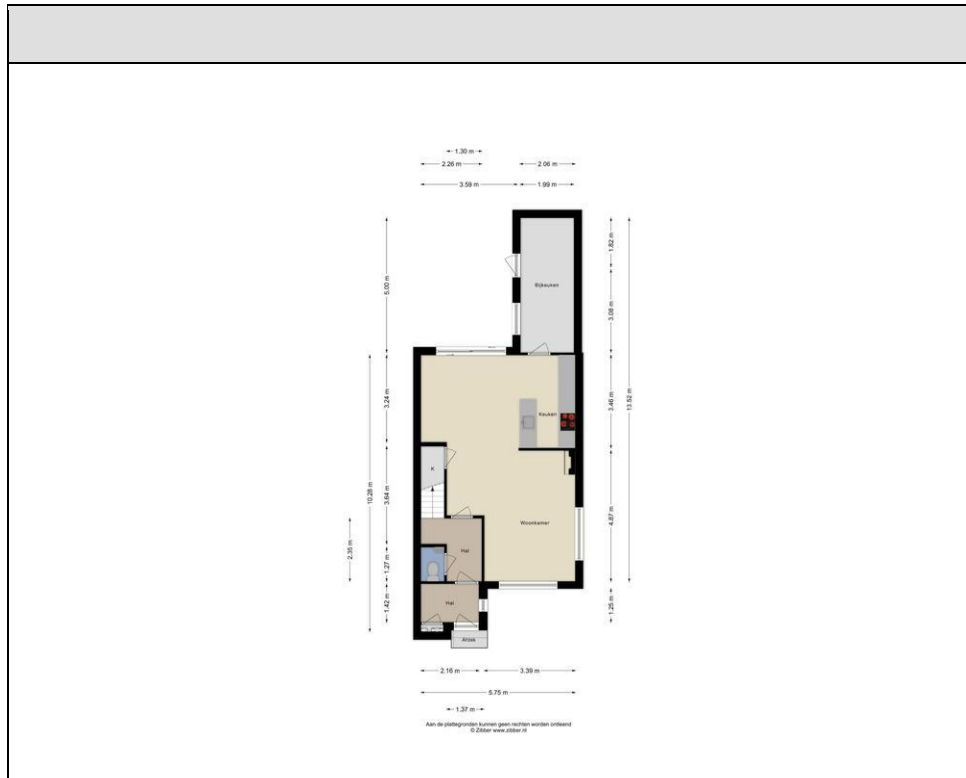 1.30 m
2.26 m
2.06 m
3.59 m
1.99 m
5.00 m
1.82 m
3.08 m
Bijkeuken
3.24 m
3.46 m
13.52 m
Keuken
10.28 m
3.64 m
K
4.87 m
Woonkamer
2.35 m
Hal
1.27 m
1.42 m
Hal
1.25 m
2.16 m
3.39 m
5.75 m
1.37 m
Aan de plattegronden kunnen geen rechten worden ontleend
© Zibber www.zibber.nl